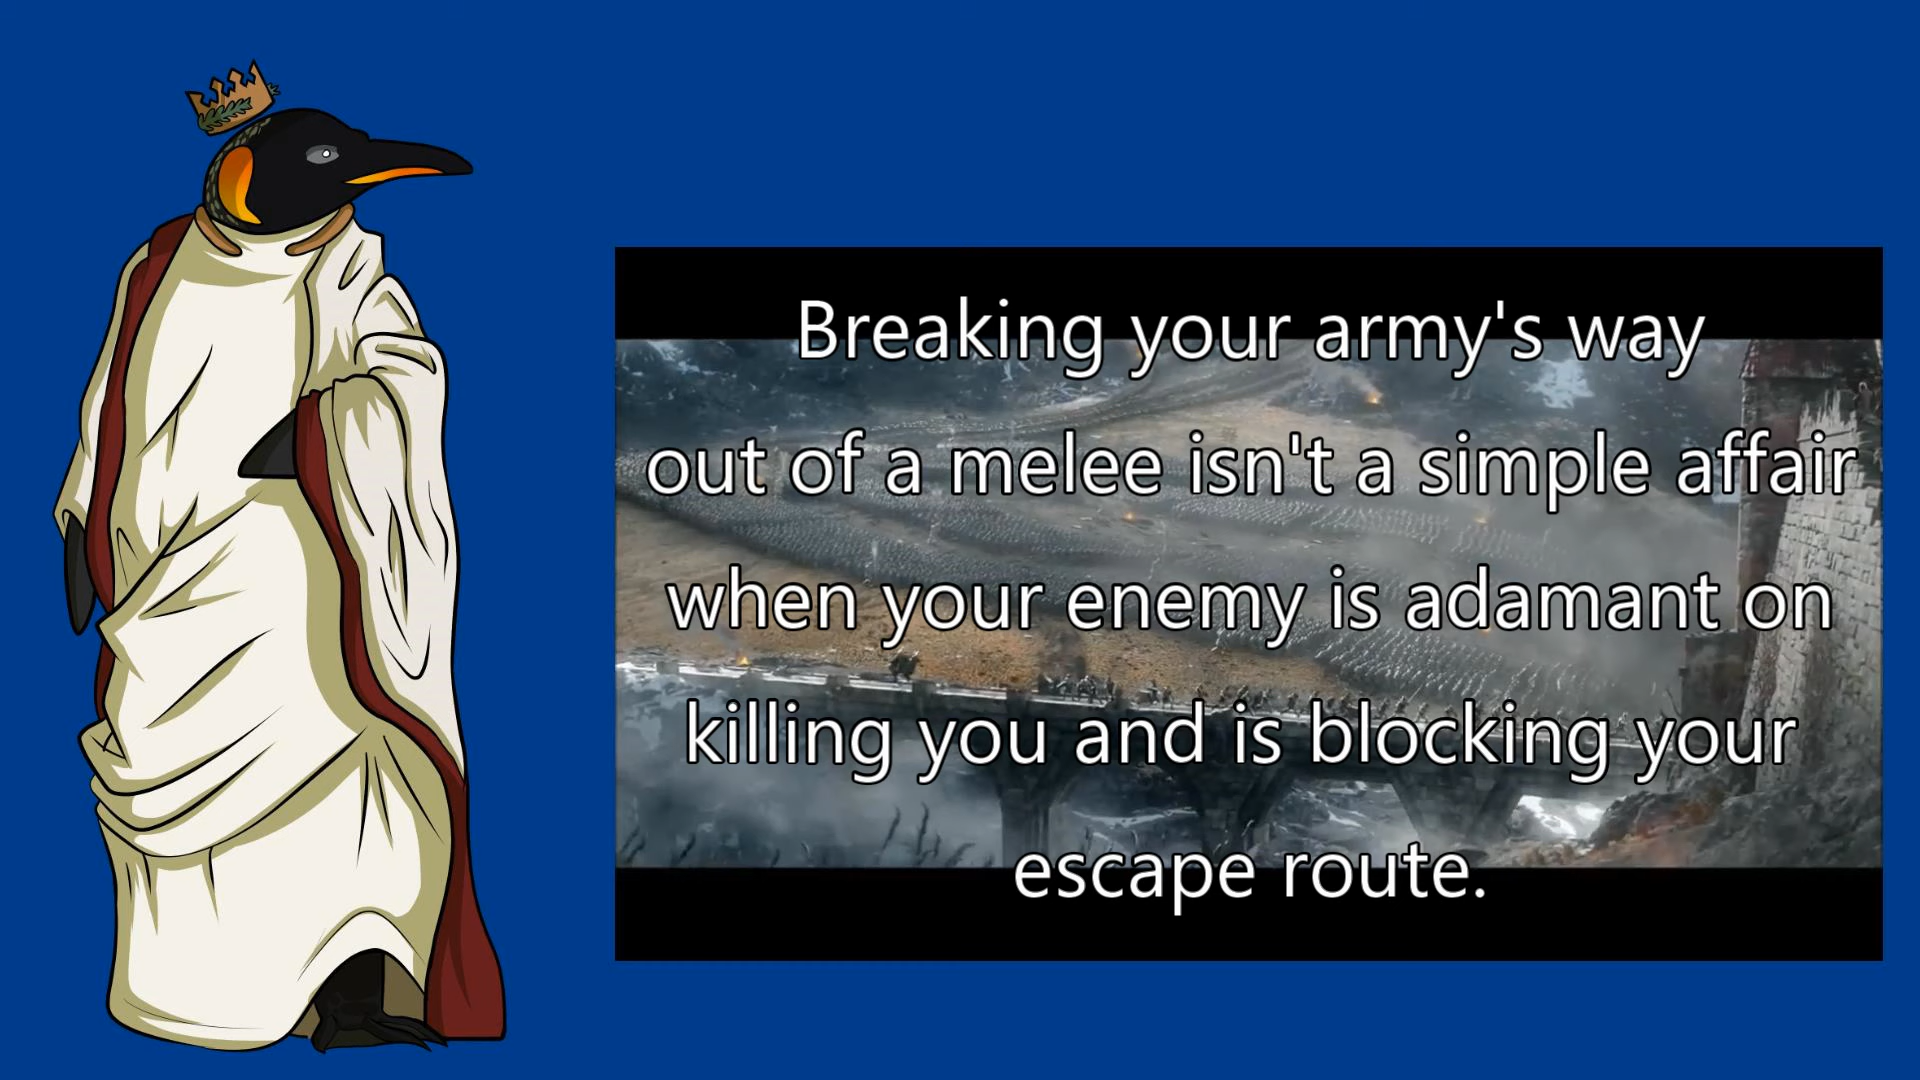 Breaking your army's way
out of a melee isn't a simple affair
when your enemy is adamant on
killing you and is blocking your
escape route.